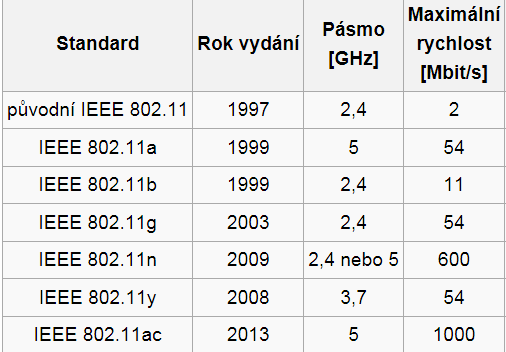 Standard Rok vydání Pásmo [GHz] Maximální rychlost [Mbit/s]
původní IEEE 802.11 1997 2,4 2
IEEE 802.11a 1999 5 54
IEEE 802.11b 1999 2,4 11
IEEE 802.11g 2003 2,4 54
IEEE 802.11n 2009 2,4 nebo 5 600
IEEE 802.11y 2008 3,7 54
IEEE 802.11ac 2013 5 1000